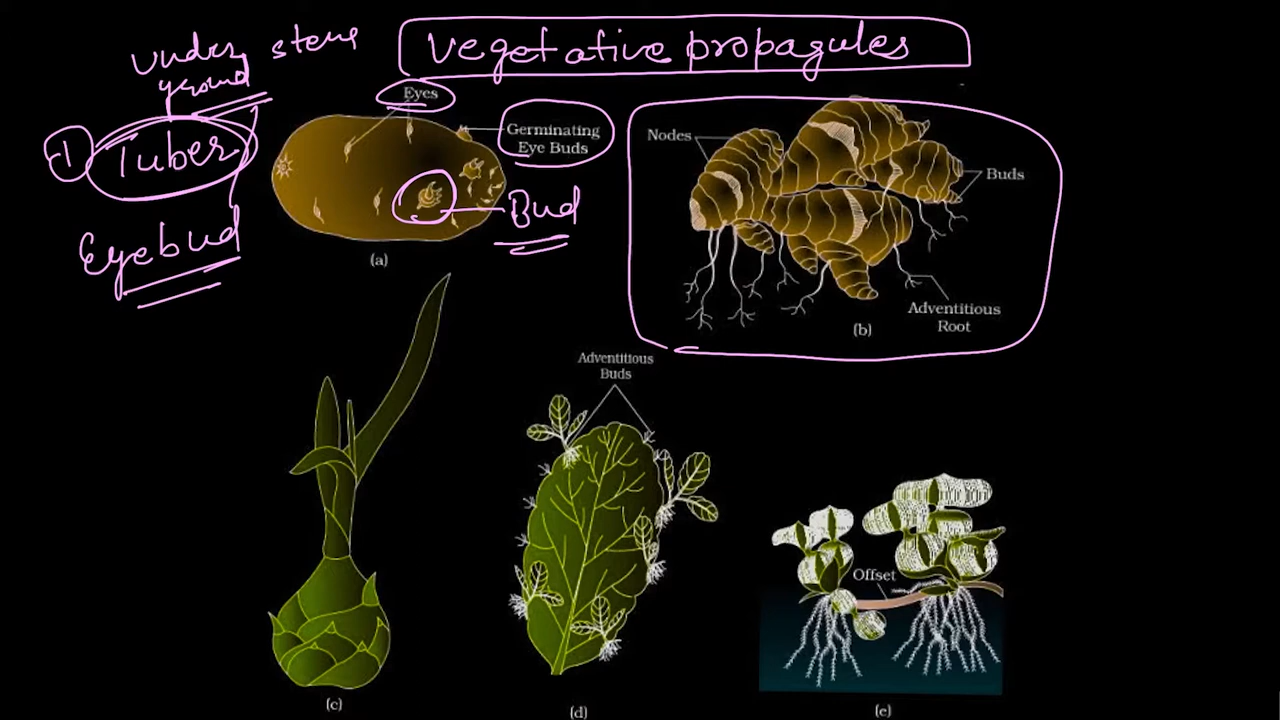 vegetative propagules
under stem
ground
1 Tuber
Eyebud
Eyes
Germinating
Eye Buds
Bud
(a)
Nodes
Buds
Adventitious
Root
(b)
(c)
Adventitious
Buds
(d)
Offset
(e)